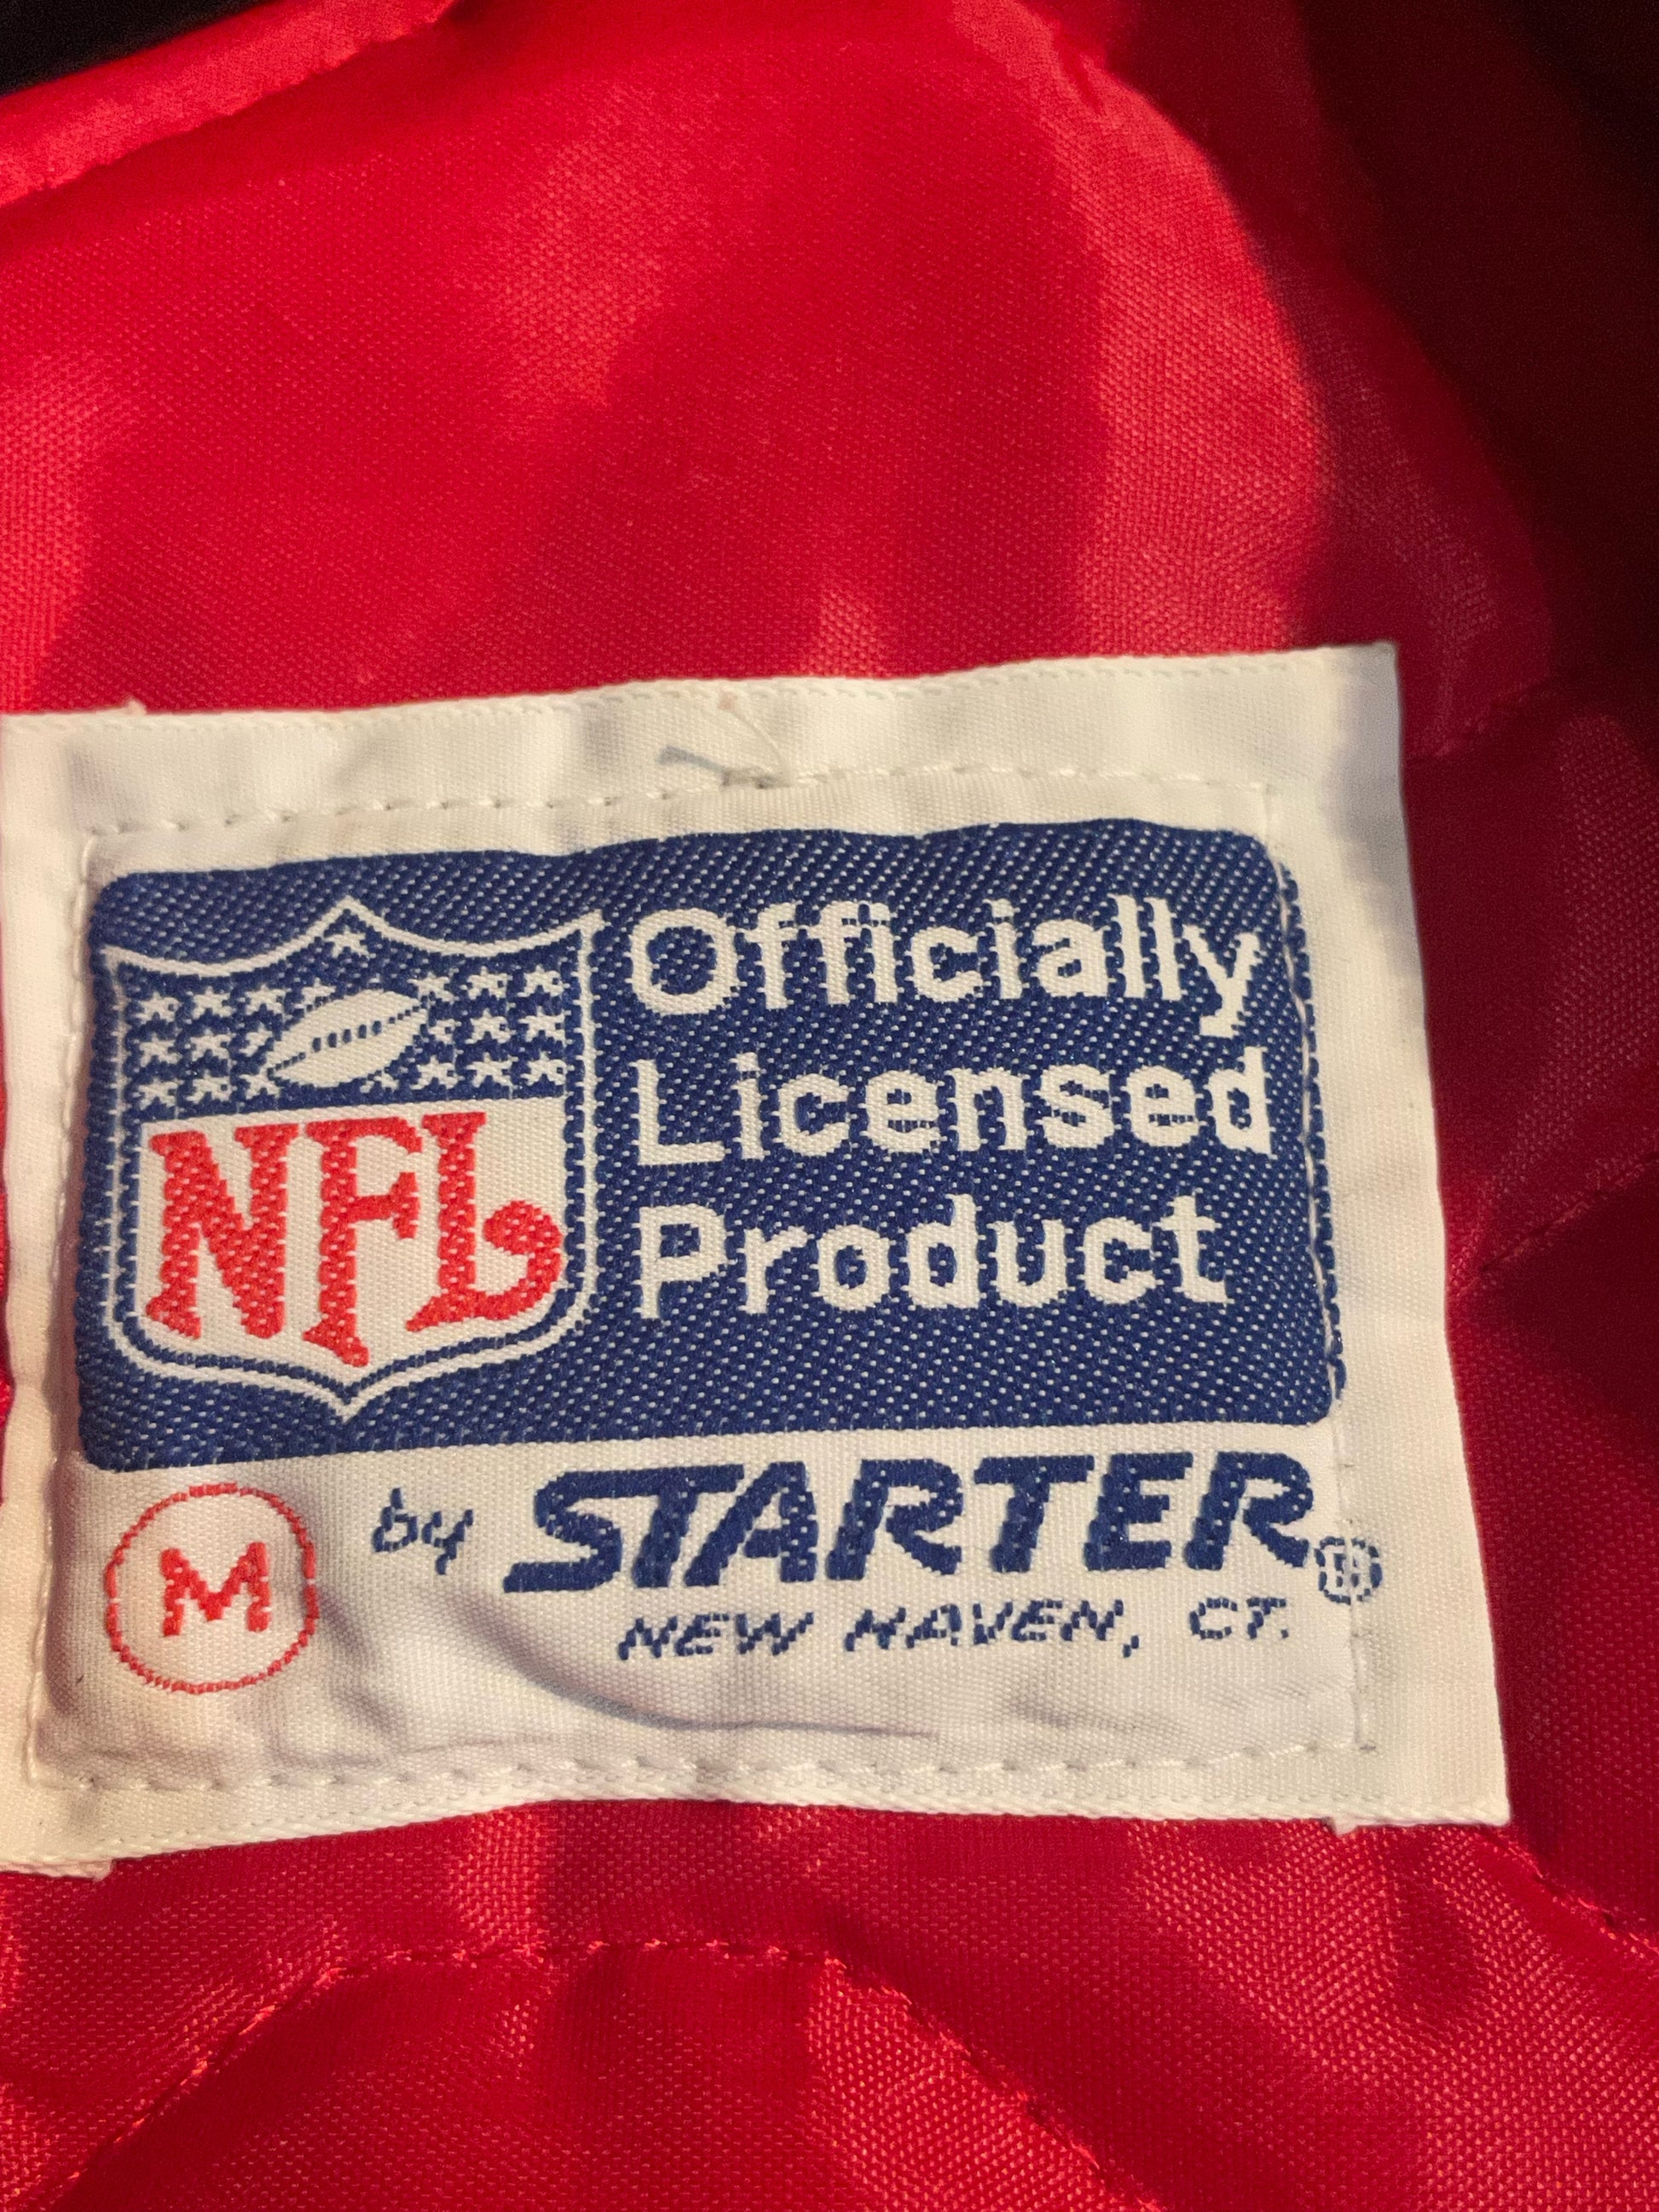 NFL
Officially
Licensed
Product
M
by STARTER®
NEW HAVEN, CT.